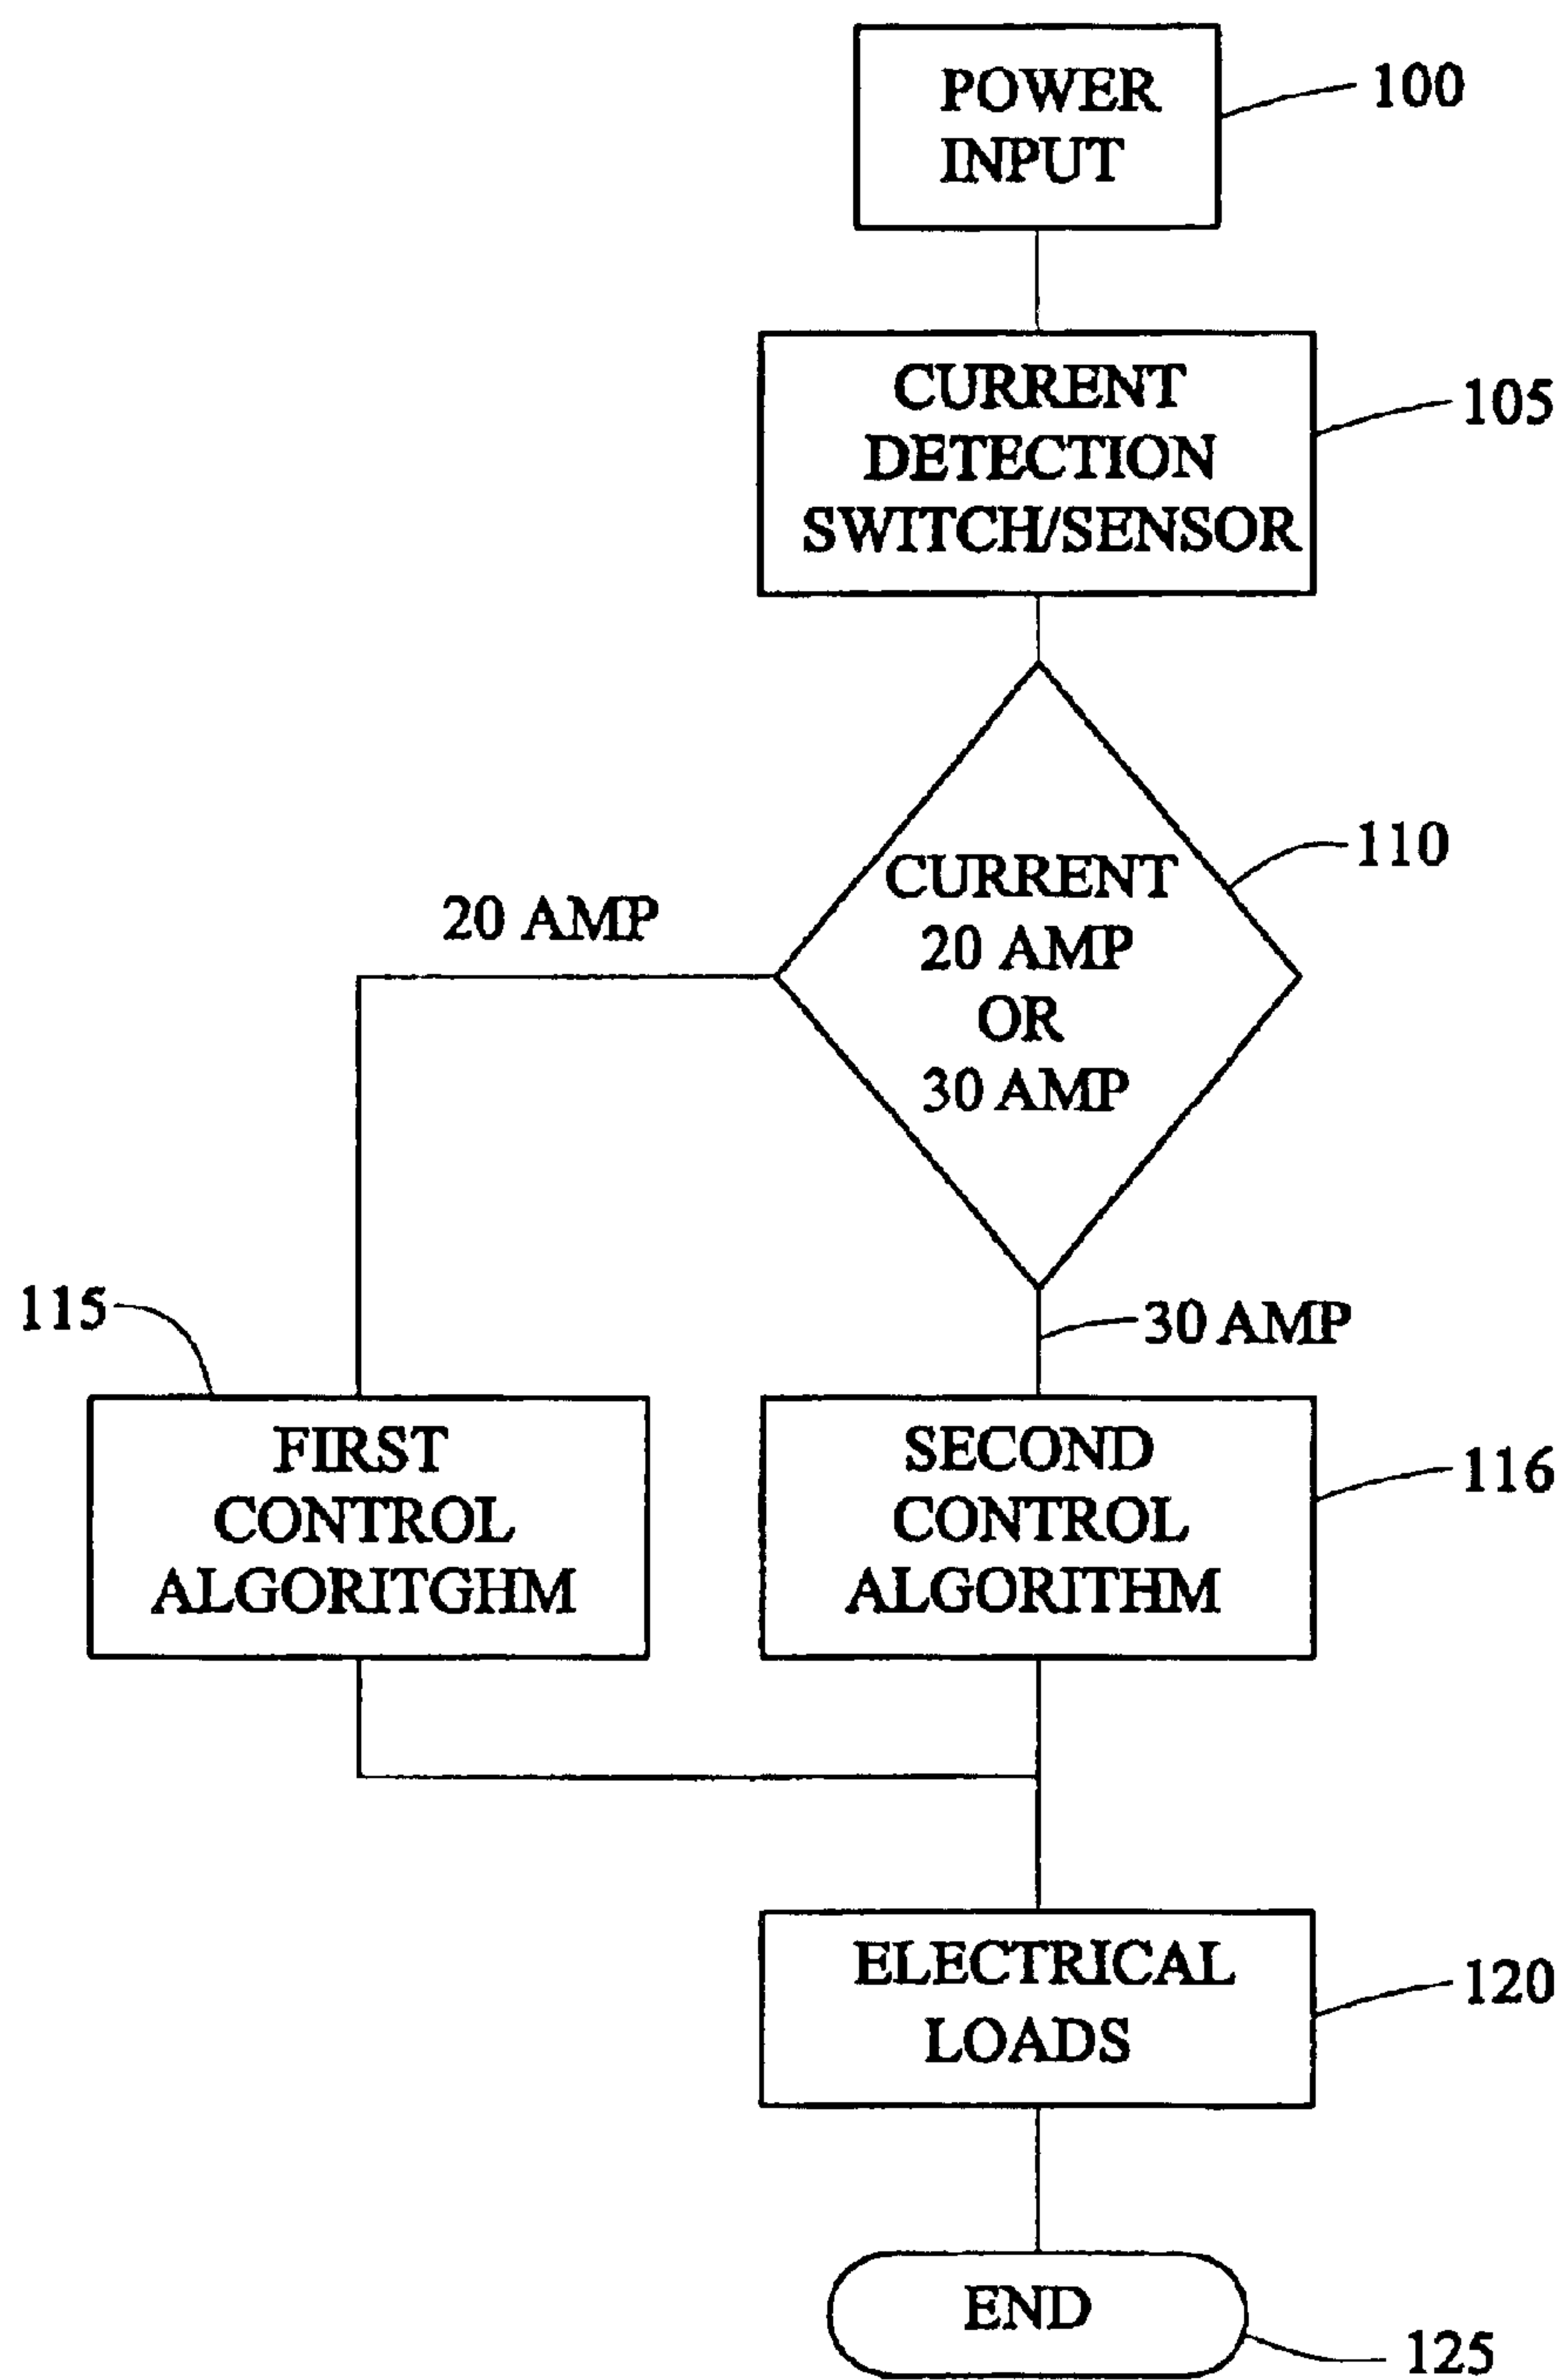 POWER
INPUT
100
CURRENT
DETECTION
SWITCH/SENSOR
105
CURRENT
20 AMP
OR
30 AMP
110
20 AMP
30 AMP
115
FIRST
CONTROL
ALGORITGHM
SECOND
CONTROL
ALGORITHM
116
ELECTRICAL
LOADS
120
END
125